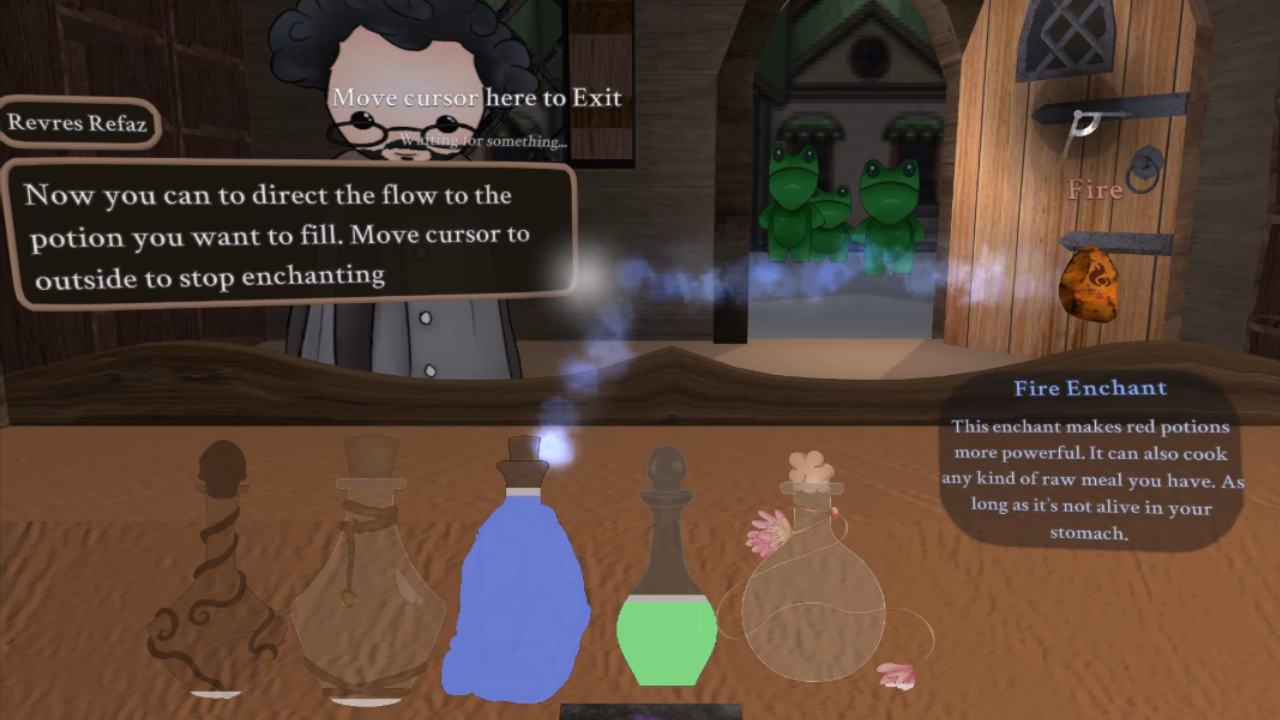 Move cursor here to Exit
Waiting for something...
Revres Refaz
Now you can to direct the flow to the
potion you want to fill. Move cursor to
outside to stop enchanting
Fire
Fire Enchant
This enchant makes red potions
more powerful. It can also cook
any kind of raw meal you have. As
long as it's not alive in your
stomach.